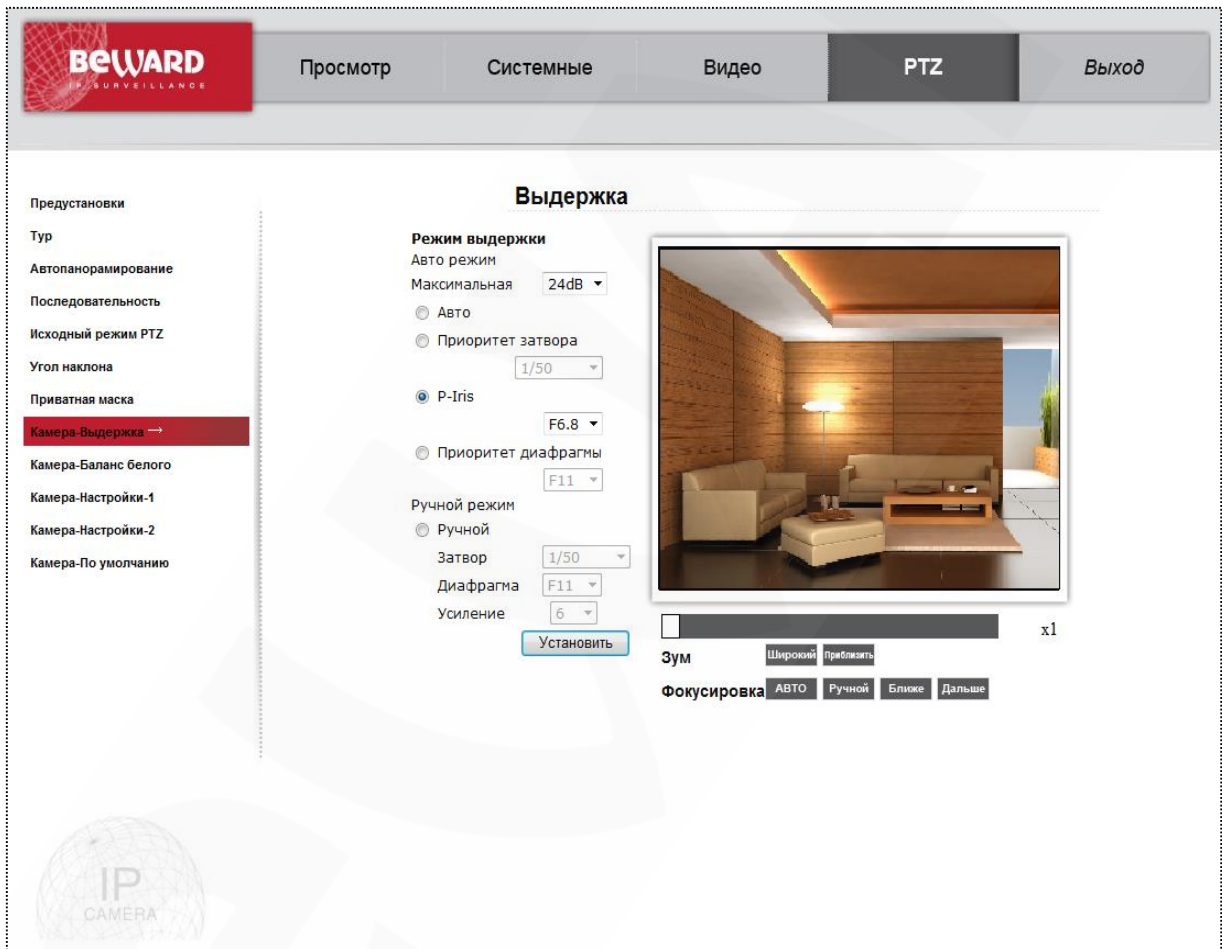 BEWARD
IP SURVEILLANCE
Просмотр
Системные
Видео
PTZ
Выход
Предустановки
Тур
Автопанорамирование
Последовательность
Исходный режим PTZ
Угол наклона
Приватная маска
Камера-Выдержка →
Камера-Баланс белого
Камера-Настройки-1
Камера-Настройки-2
Камера-По умолчанию
Выдержка
Режим выдержки
Авто режим
Максимальная 24dB
Авто
Приоритет затвора
1/50
P-Iris
F6.8
Приоритет диафрагмы
F11
Ручной режим
Ручной
Затвор 1/50
Диафрагма F11
Усиление 6
Установить
x1
Зум Широкий Приблизить
Фокусировка АВТО Ручной Ближе Дальше
IP
CAMERA